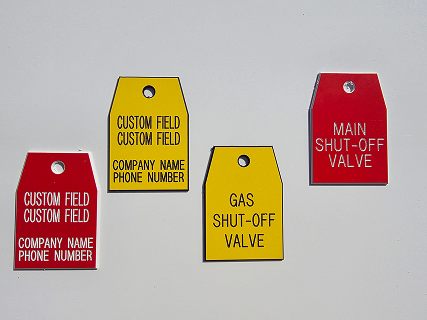 CUSTOM FIELD
CUSTOM FIELD
COMPANY NAME
PHONE NUMBER
CUSTOM FIELD
CUSTOM FIELD
COMPANY NAME
PHONE NUMBER
GAS
SHUT-OFF
VALVE
MAIN
SHUT-OFF
VALVE